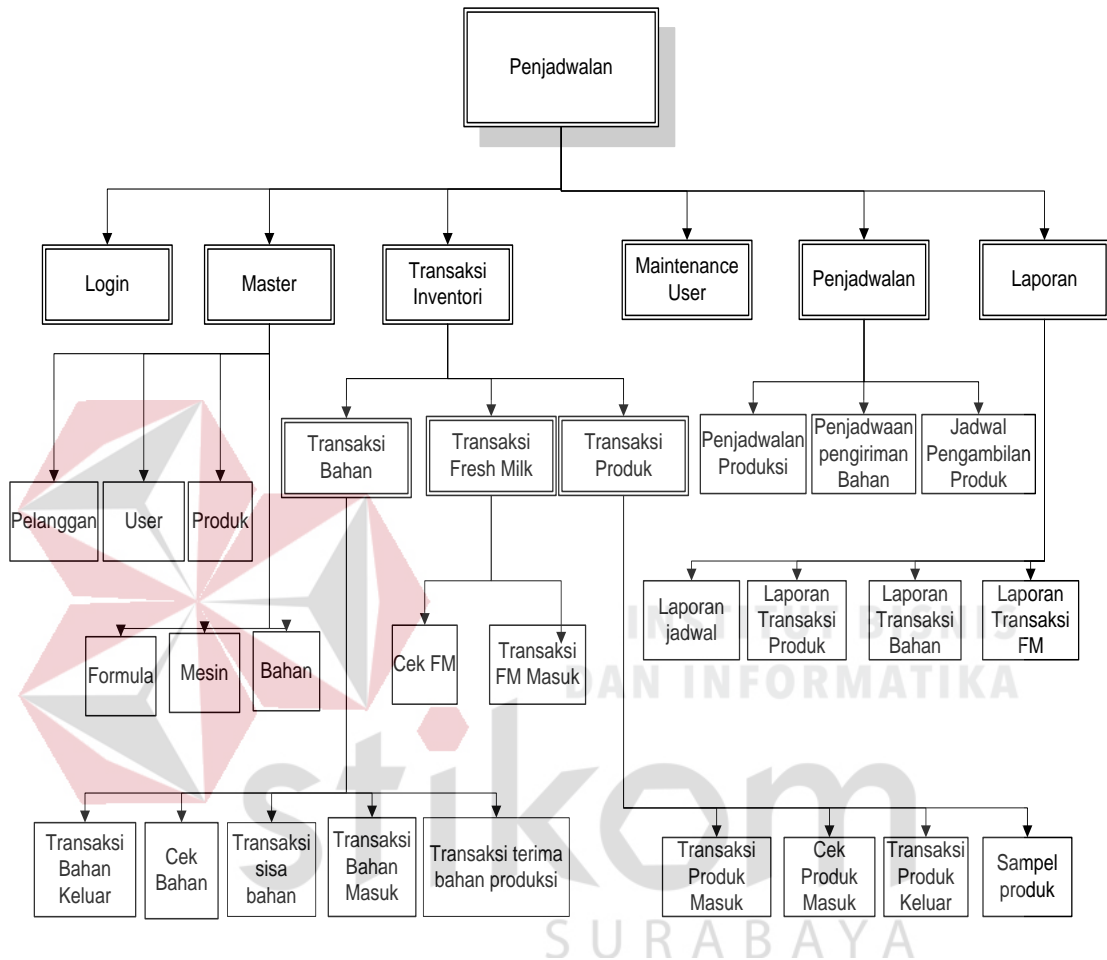 Penjadwalan
Login
Master
Transaksi
Inventori
Maintenance
User
Penjadwalan
Laporan
Transaksi
Bahan
Transaksi
Fresh Milk
Transaksi
Produk
Penjadwalan
Produksi
Penjadwaan
pengiriman
Bahan
Jadwal
Pengambilan
Produk
Pelanggan
User
Produk
Laporan
jadwal
Laporan
Transaksi
Produk
Laporan
Transaksi
Bahan
Laporan
Transaksi
FM
Formula
Mesin
Bahan
Cek FM
Transaksi
FM Masuk
INSTITUT BISNIS
DAN INFORMATIKA
stikom
SURABAYA
Transaksi
Bahan
Keluar
Cek
Bahan
Transaksi
sisa
bahan
Transaksi
Bahan
Masuk
Transaksi terima
bahan produksi
Transaksi
Produk
Masuk
Cek
Produk
Masuk
Transaksi
Produk
Keluar
Sampel
produk